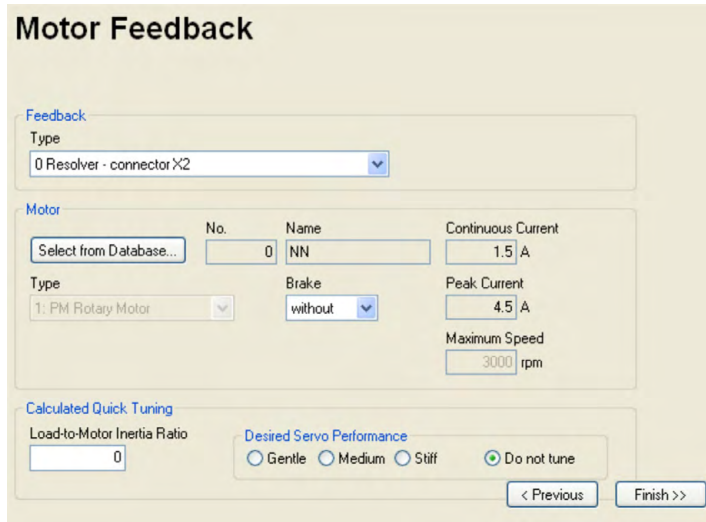 Motor Feedback
Feedback
Type
0 Resolver - connector X2
Motor
No.
Name
Continuous Current
Select from Database...
0
NN
1.5 A
Type
Brake
Peak Current
1: PM Rotary Motor
without
4.5 A
Maximum Speed
3000 rpm
Calculated Quick Tuning
Load-to-Motor Inertia Ratio
0
Desired Servo Performance
Gentle
Medium
Stiff
Do not tune
< Previous
Finish >>